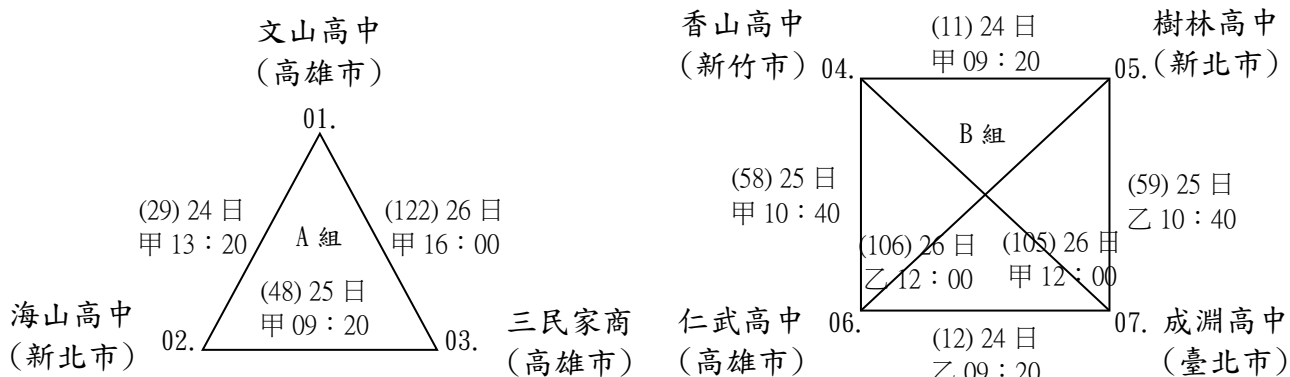 文山高中
(高雄市)
01.
(29) 24 日
甲 13：20
(122) 26 日
甲 16：00
A 組
(48) 25 日
甲 09：20
海山高中
(新北市)
02.
03.
三民家商
(高雄市)
香山高中
(新竹市)
04.
(11) 24 日
甲 09：20
樹林高中
05.(新北市)
B 組
(58) 25 日
甲 10：40
(59) 25 日
乙 10：40
(106) 26 日
乙 12：00
(105) 26 日
甲 12：00
仁武高中
(高雄市)
06.
(12) 24 日
乙 09：20
07. 成淵高中
(臺北市)